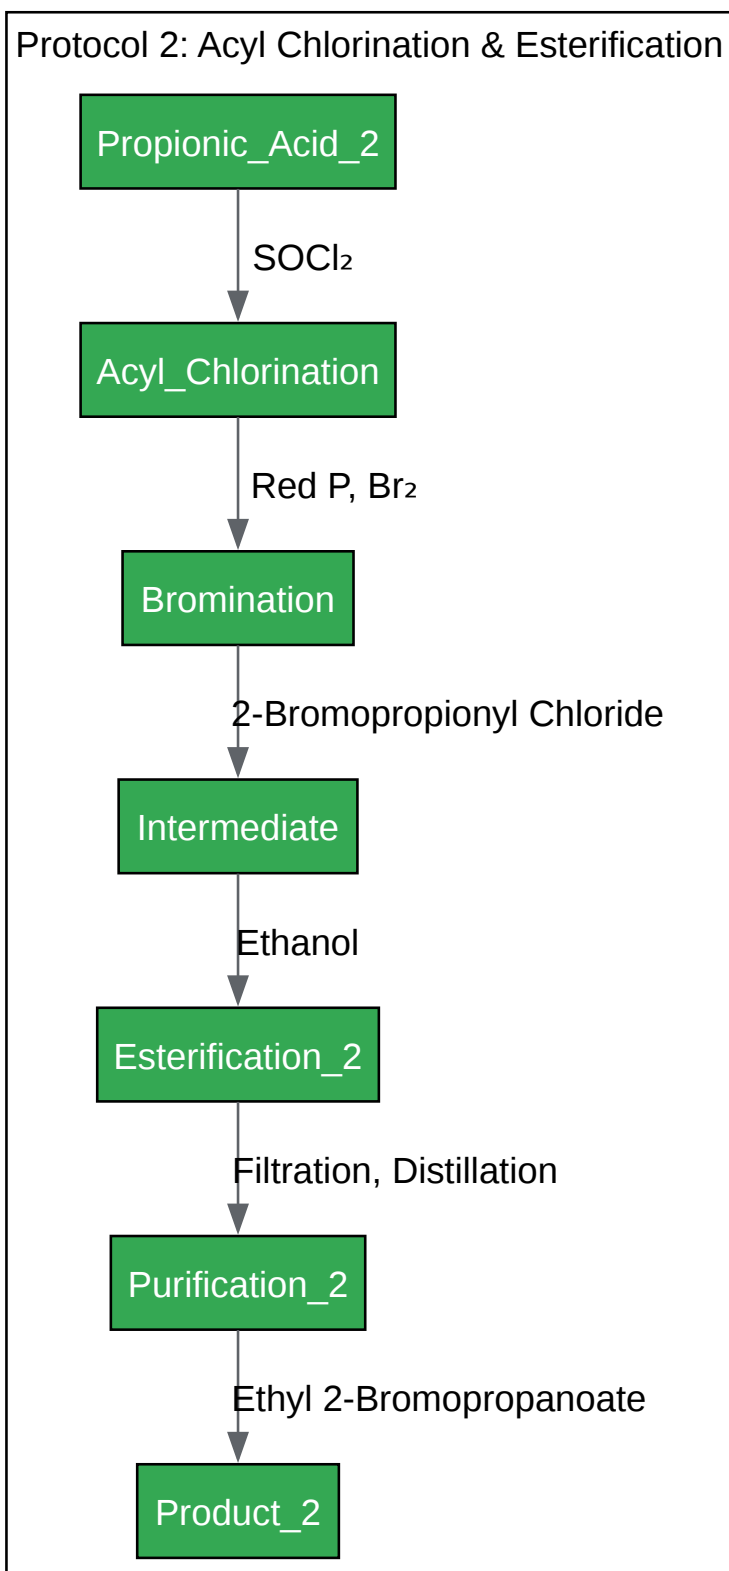 Protocol 2: Acyl Chlorination & Esterification
Propionic_Acid_2
SOCl₂
Acyl_Chlorination
Red P, Br₂
Bromination
2-Bromopropionyl Chloride
Intermediate
Ethanol
Esterification_2
Filtration, Distillation
Purification_2
Ethyl 2-Bromopropanoate
Product_2